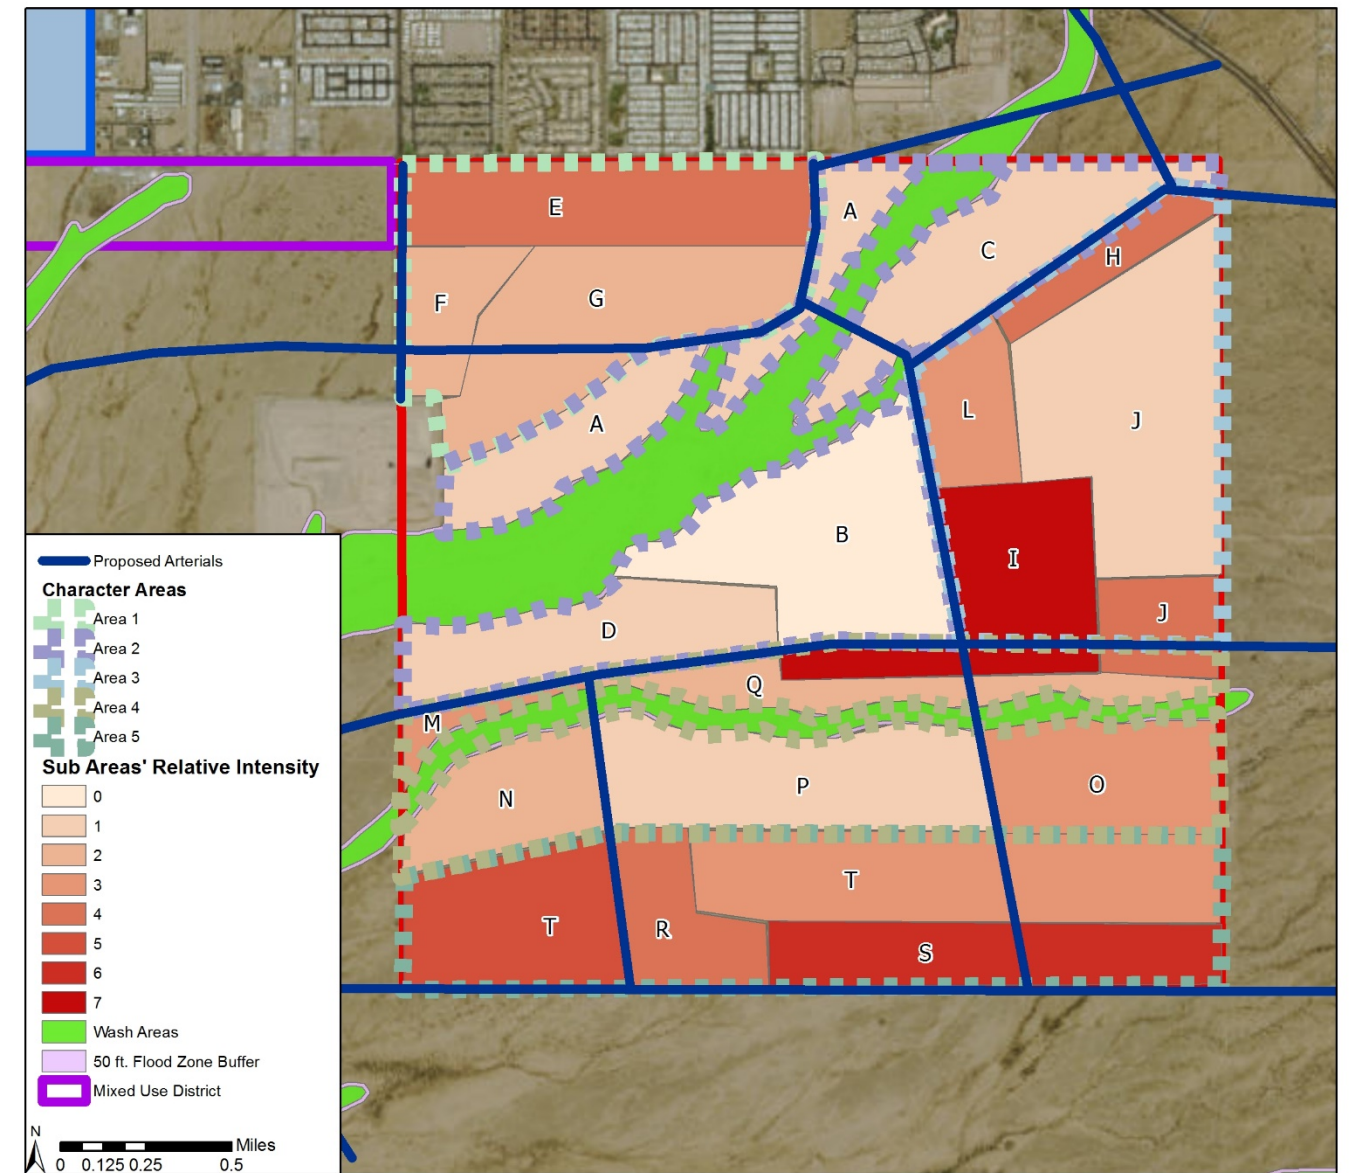 E
A
C
H
F
G
L
J
A
B
I
J
D
Q
M
N
P
O
T
T
R
S
Proposed Arterials
Character Areas
Area 1
Area 2
Area 3
Area 4
Area 5
Sub Areas' Relative Intensity
0
1
2
3
4
5
6
7
Wash Areas
50 ft. Flood Zone Buffer
Mixed Use District
N
Miles
0 0.125 0.25 0.5